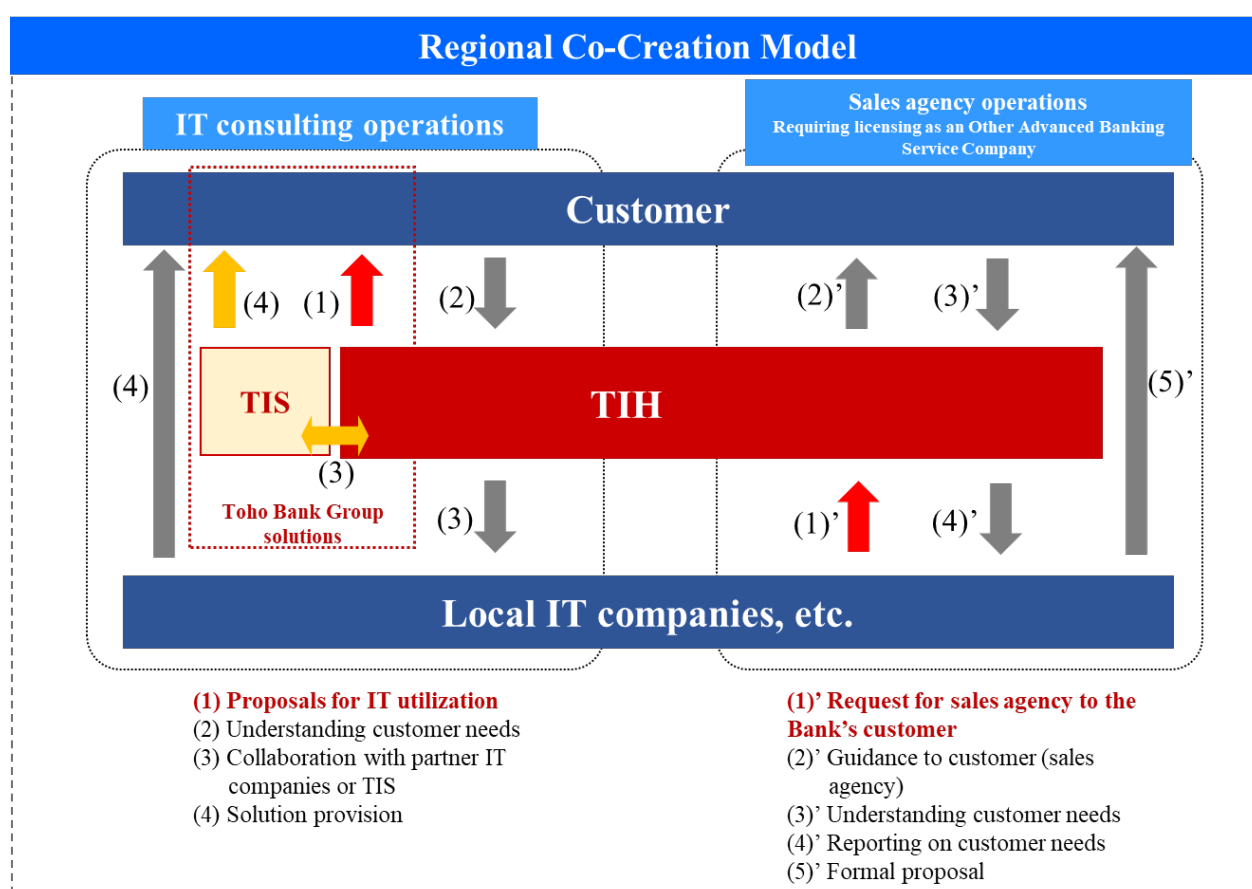 Regional Co-Creation Model
IT consulting operations
Sales agency operations
Requiring licensing as an Other Advanced Banking
Service Company
Customer
(4)
(1)
(2)
(2)’
(3)’
(4)
TIS
TIH
(5)’
(3)
Toho Bank Group
solutions
(3)
(1)’
(4)’
Local IT companies, etc.
(1) Proposals for IT utilization
(2) Understanding customer needs
(3) Collaboration with partner IT
companies or TIS
(4) Solution provision
(1)’ Request for sales agency to the
Bank’s customer
(2)’ Guidance to customer (sales
agency)
(3)’ Understanding customer needs
(4)’ Reporting on customer needs
(5)’ Formal proposal